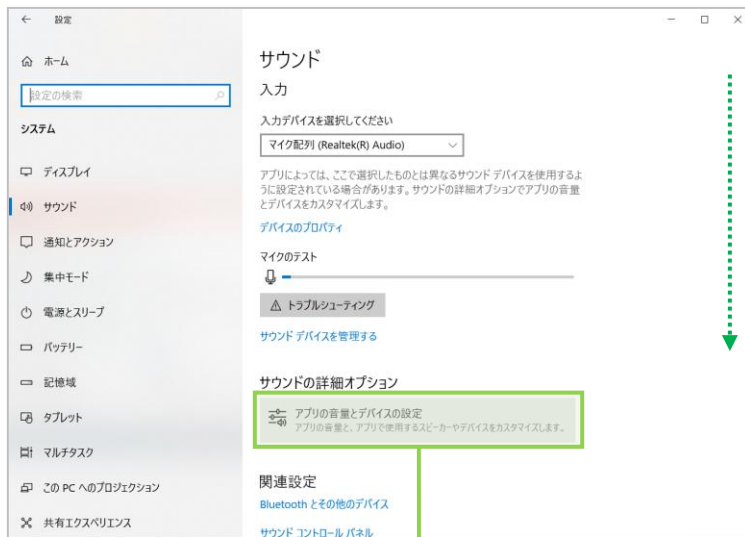 設定
ホーム
設定の検索
システム
ディスプレイ
サウンド
通知とアクション
集中モード
電源とスリープ
バッテリー
記憶域
タブレット
マルチタスク
この PC へのプロジェクション
共有エクスペリエンス
サウンド
入力
入力デバイスを選択してください
マイク配列 (Realtek(R) Audio)
アプリによっては、ここで選択したものとは異なるサウンド デバイスを使用するよ
うに設定されている場合があります。サウンドの詳細オプションでアプリの音量
とデバイスをカスタマイズします。
デバイスのプロパティ
マイクのテスト
トラブルシューティング
サウンド デバイスを管理する
サウンドの詳細オプション
アプリの音量とデバイスの設定
アプリの音量と、アプリで使用するスピーカーやデバイスをカスタマイズします。
関連設定
Bluetooth とその他のデバイス
サウンド コントロール パネル